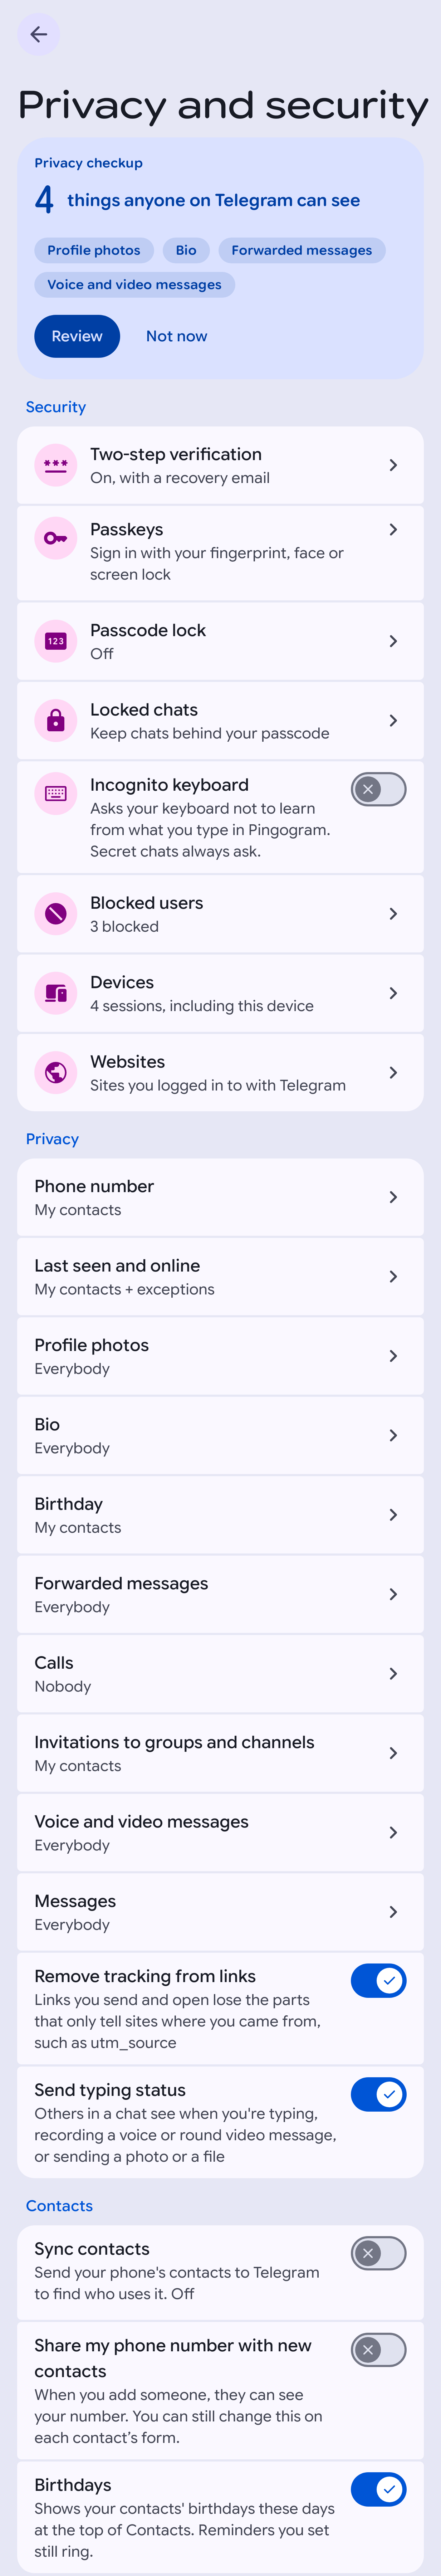 Privacy and security
Privacy checkup
4 things anyone on Telegram can see
Profile photos Bio Forwarded messages
Voice and video messages
Review Not now
Security
Two-step verification
On, with a recovery email
Passkeys
Sign in with your fingerprint, face or
screen lock
123
Passcode lock
Off
Locked chats
Keep chats behind your passcode
Incognito keyboard
Asks your keyboard not to learn
from what you type in Pingogram.
Secret chats always ask.
Blocked users
3 blocked
Devices
4 sessions, including this device
Websites
Sites you logged in to with Telegram
Privacy
Phone number
My contacts
Last seen and online
My contacts + exceptions
Profile photos
Everybody
Bio
Everybody
Birthday
My contacts
Forwarded messages
Everybody
Calls
Nobody
Invitations to groups and channels
My contacts
Voice and video messages
Everybody
Messages
Everybody
Remove tracking from links
Links you send and open lose the parts
that only tell sites where you came from,
such as utm_source
Send typing status
Others in a chat see when you're typing,
recording a voice or round video message,
or sending a photo or a file
Contacts
Sync contacts
Send your phone's contacts to Telegram
to find who uses it. Off
Share my phone number with new
contacts
When you add someone, they can see
your number. You can still change this on
each contact’s form.
Birthdays
Shows your contacts' birthdays these days
at the top of Contacts. Reminders you set
still ring.